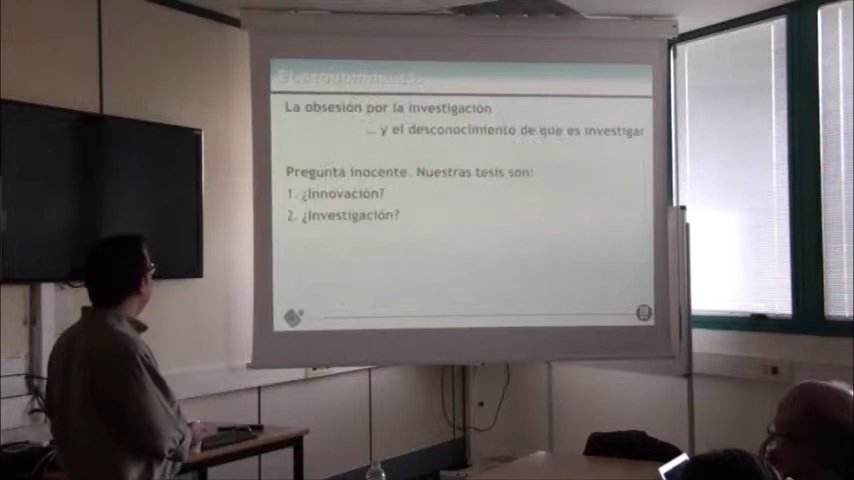 La obsesión por la investigación
... y el desconocimiento de que es investigar
Pregunta inocente. Nuestras tesis son:
1. ¿Innovación?
2. ¿Investigación?